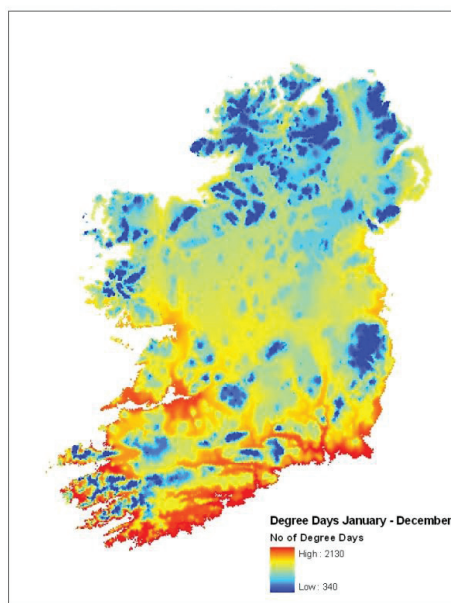 Degree Days January - December
No of Degree Days
High : 2130
Low : 340